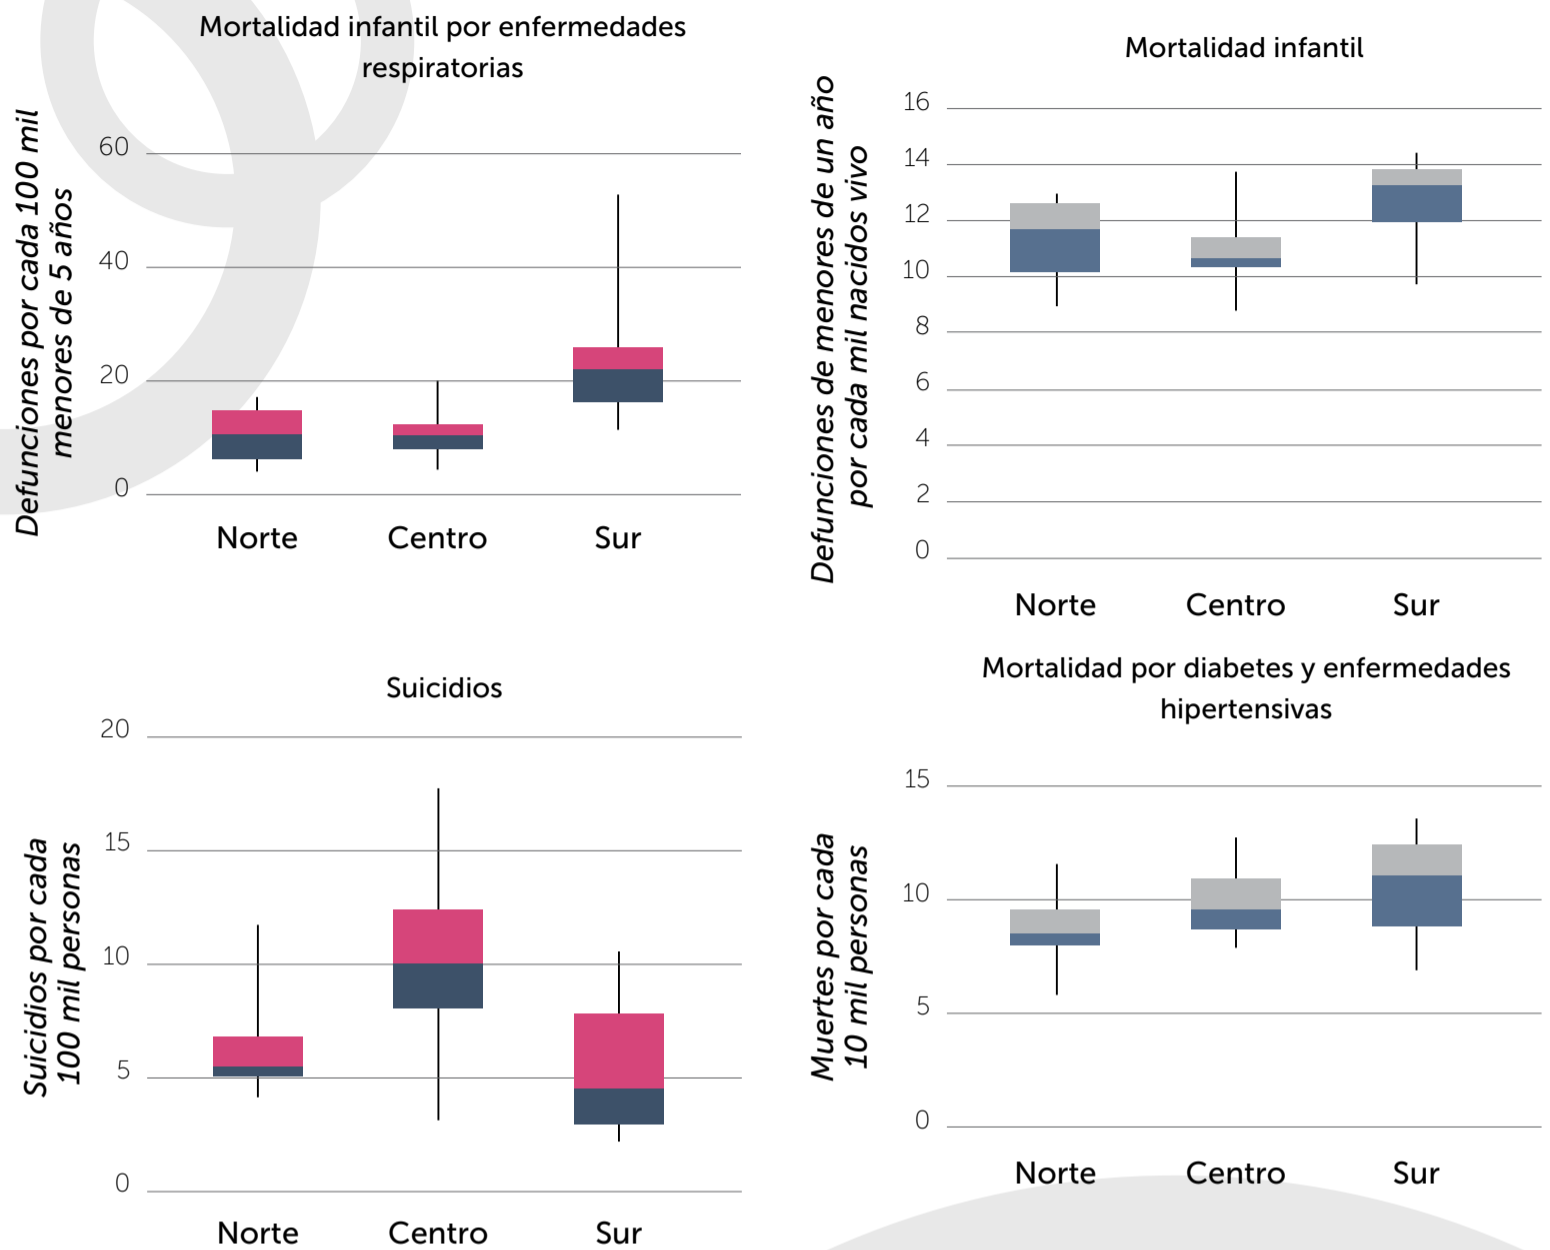 Mortalidad infantil por enfermedades
respiratorias
Defunciones por cada 100 mil
menores de 5 años
60
40
20
0
Norte
Centro
Sur
Mortalidad infantil
Defunciones de menores de un año
por cada mil nacidos vivo
16
14
12
10
8
6
4
2
0
Norte
Centro
Sur
Suicidios
Suicidios por cada
100 mil personas
20
15
10
5
0
Norte
Centro
Sur
Mortalidad por diabetes y enfermedades
hipertensivas
Muertes por cada
10 mil personas
15
10
5
0
Norte
Centro
Sur